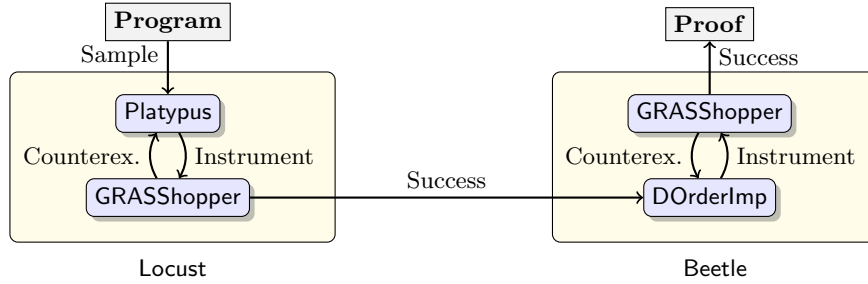 Program
Proof
Sample
Success
Platypus
GRASShopper
Counterex.
Instrument
Counterex.
Instrument
GRASShopper
Success
DOrderImp
Locust
Beetle